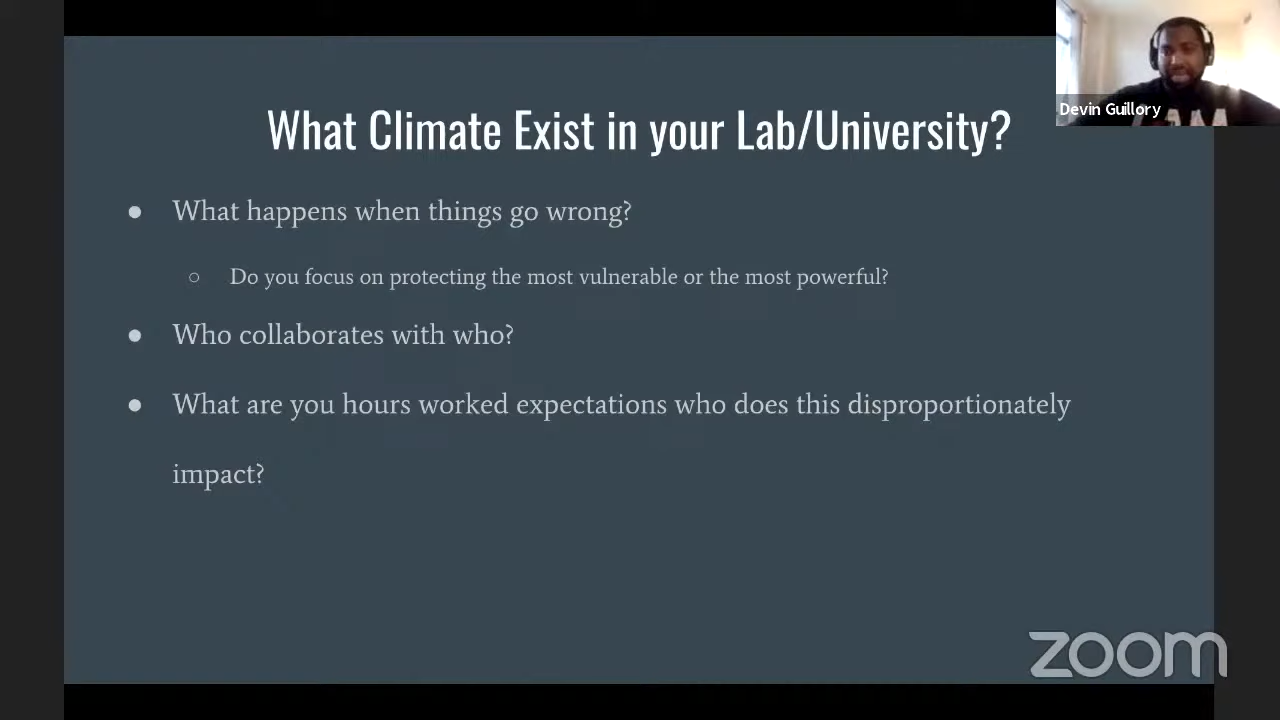 What Climate Exist in your Lab/University?
Devin Guillory
● What happens when things go wrong?
○ Do you focus on protecting the most vulnerable or the most powerful?
● Who collaborates with who?
● What are you hours worked expectations who does this disproportionately
impact?
zoom